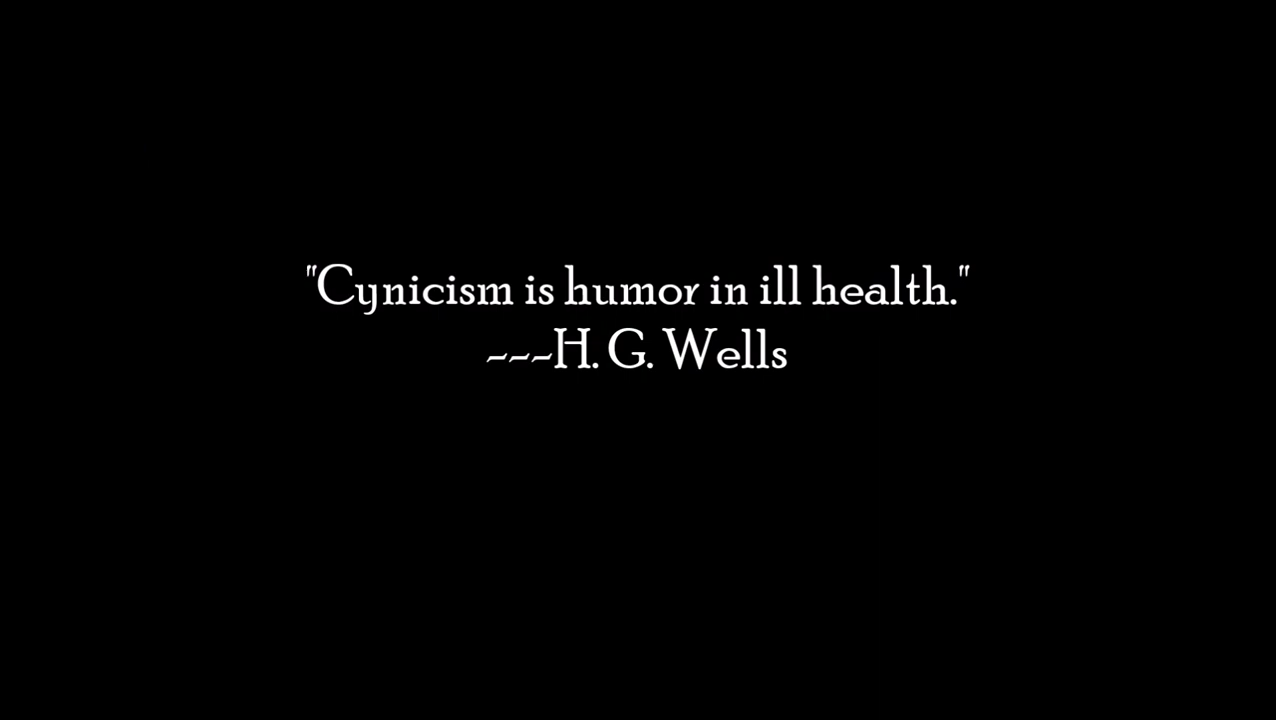 "Cynicism is humor in ill health."
---H. G. Wells